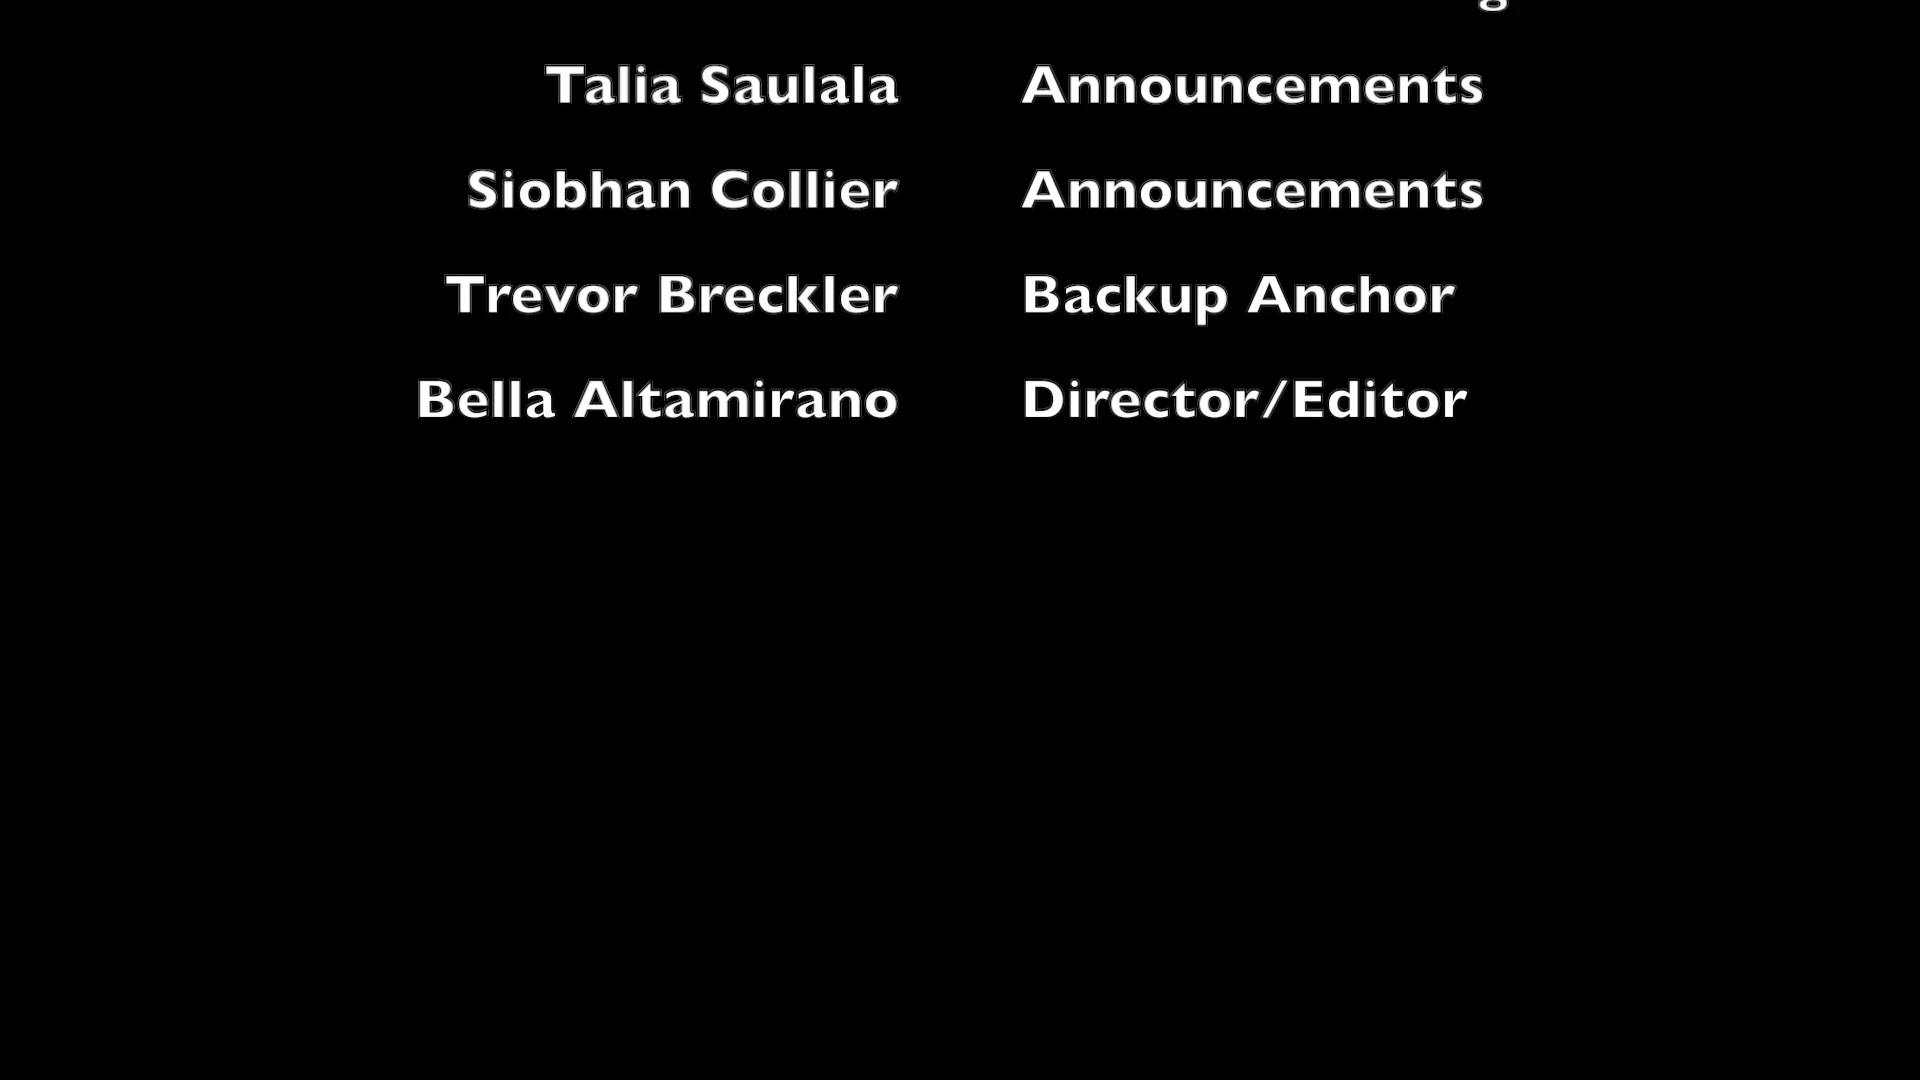 Talia Saulala Announcements
Siobhan Collier Announcements
Trevor Breckler Backup Anchor
Bella Altamirano Director/Editor